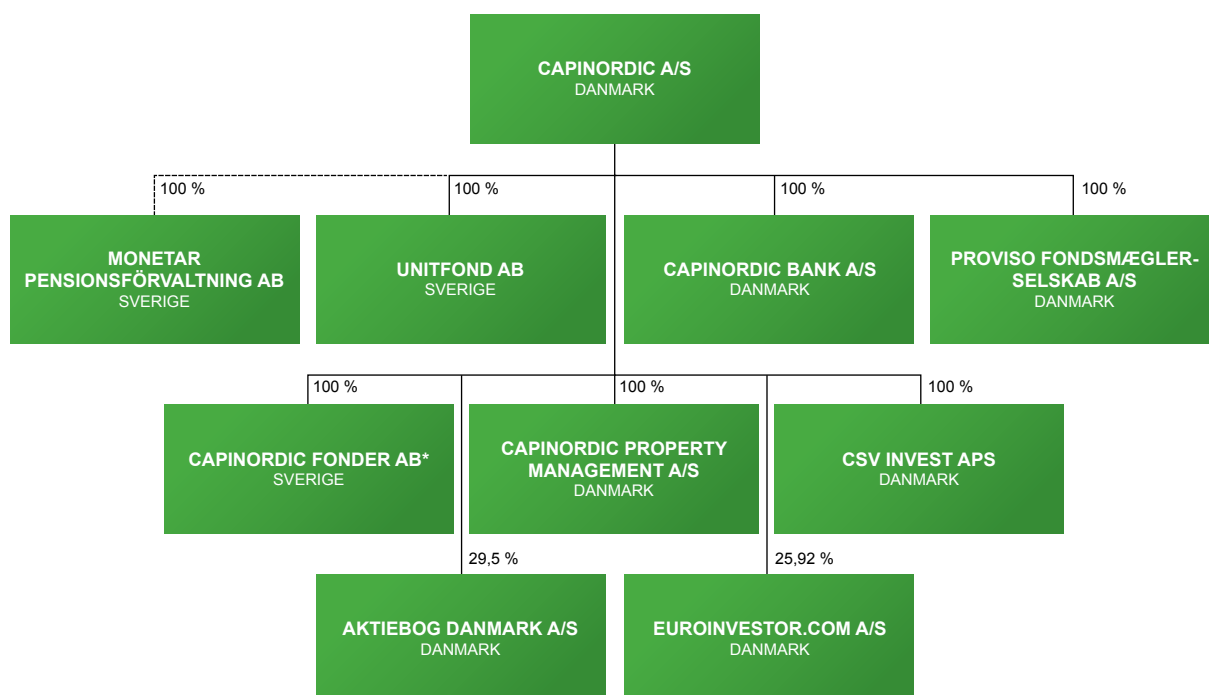 CAPINORDIC A/S
DANMARK
100 %
100 %
100 %
100 %
MONETAR
PENSIONSFÖRVALTNING AB
SVERIGE
UNITFOND AB
SVERIGE
CAPINORDIC BANK A/S
DANMARK
PROVISO FONDSMÆGLER-
SELSKAB A/S
DANMARK
100 %
100 %
100 %
CAPINORDIC FONDER AB*
SVERIGE
CAPINORDIC PROPERTY
MANAGEMENT A/S
DANMARK
CSV INVEST APS
DANMARK
29,5 %
25,92 %
AKTIEBOG DANMARK A/S
DANMARK
EUROINVESTOR.COM A/S
DANMARK